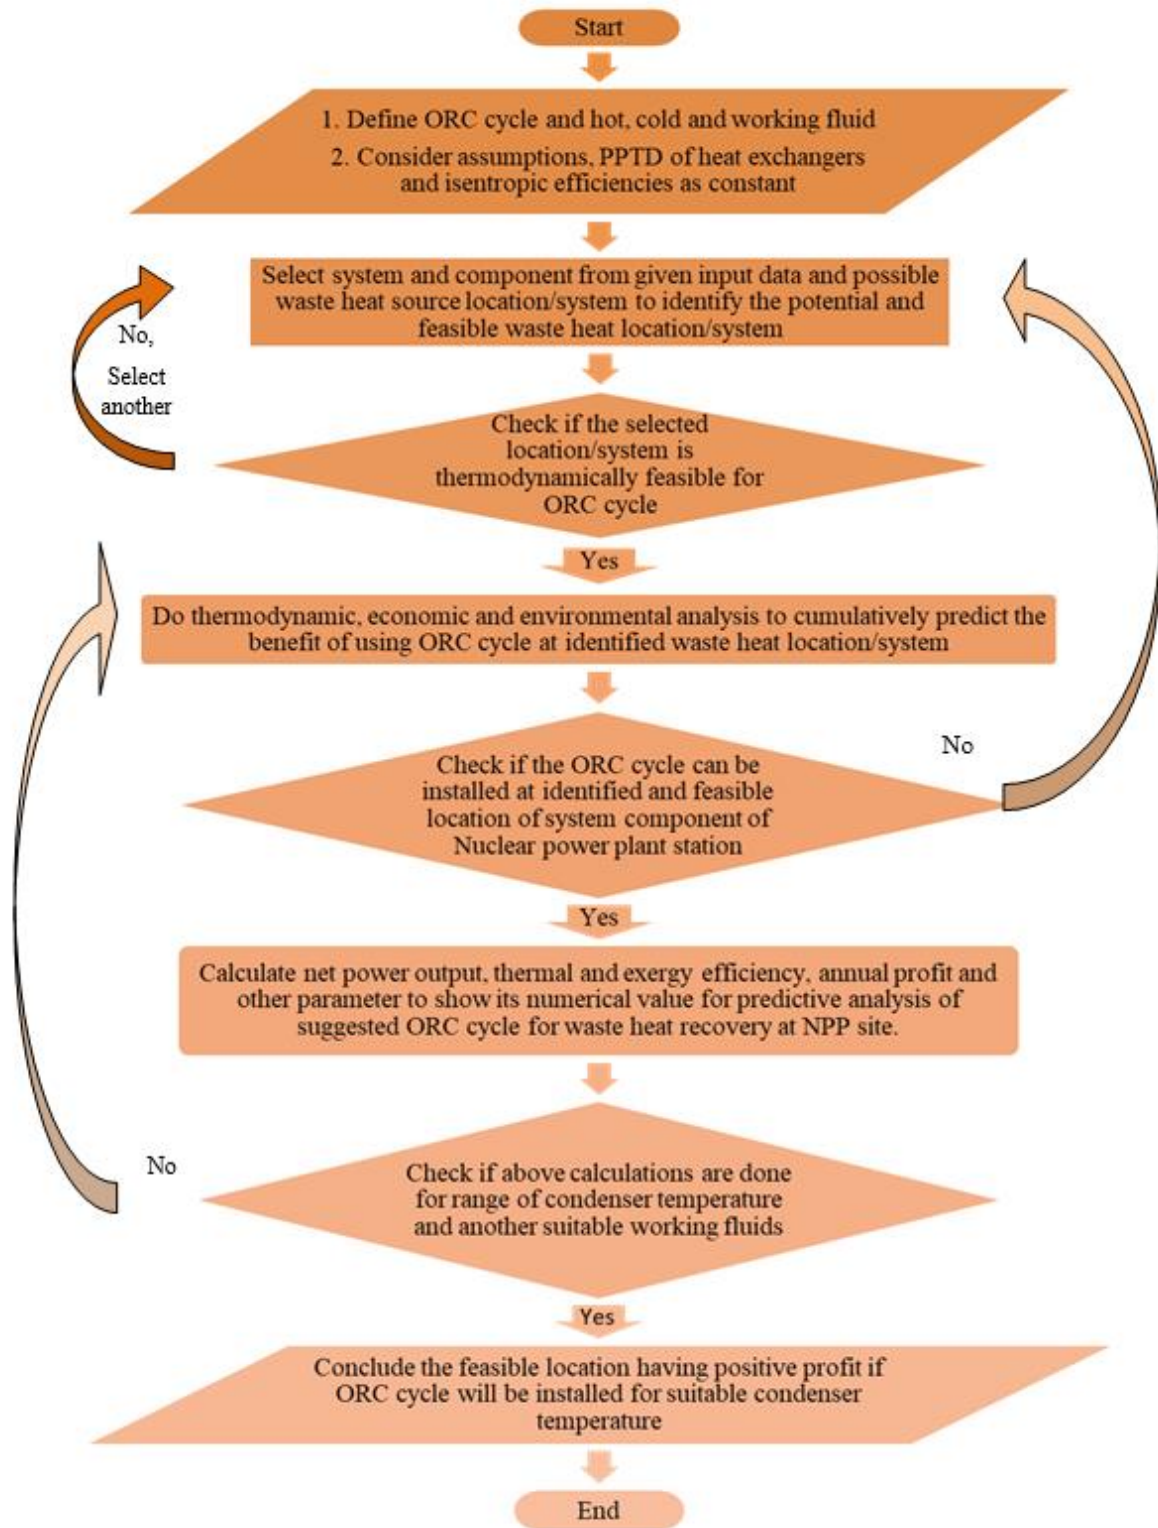 Start
1. Define ORC cycle and hot, cold and working fluid
2. Consider assumptions, PPTD of heat exchangers
and isentropic efficiencies as constant
Select system and component from given input data and possible
waste heat source location/system to identify the potential and
feasible waste heat location/system
No,
Select
another
Check if the selected
location/system is
thermodynamically feasible for
ORC cycle
Yes
Do thermodynamic, economic and environmental analysis to cumulatively predict the
benefit of using ORC cycle at identified waste heat location/system
No
Check if the ORC cycle can be
installed at identified and feasible
location of system component of
Nuclear power plant station
Yes
Calculate net power output, thermal and exergy efficiency, annual profit and
other parameter to show its numerical value for predictive analysis of
suggested ORC cycle for waste heat recovery at NPP site.
No
Check if above calculations are done
for range of condenser temperature
and another suitable working fluids
Yes
Conclude the feasible location having positive profit if
ORC cycle will be installed for suitable condenser
temperature
End